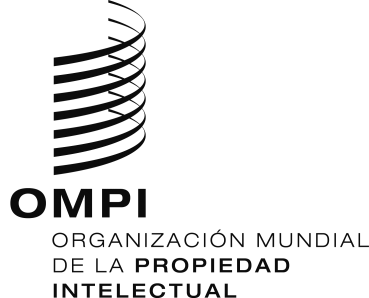 OMPI
ORGANIZACIÓN MUNDIAL
DE LA PROPIEDAD
INTELECTUAL